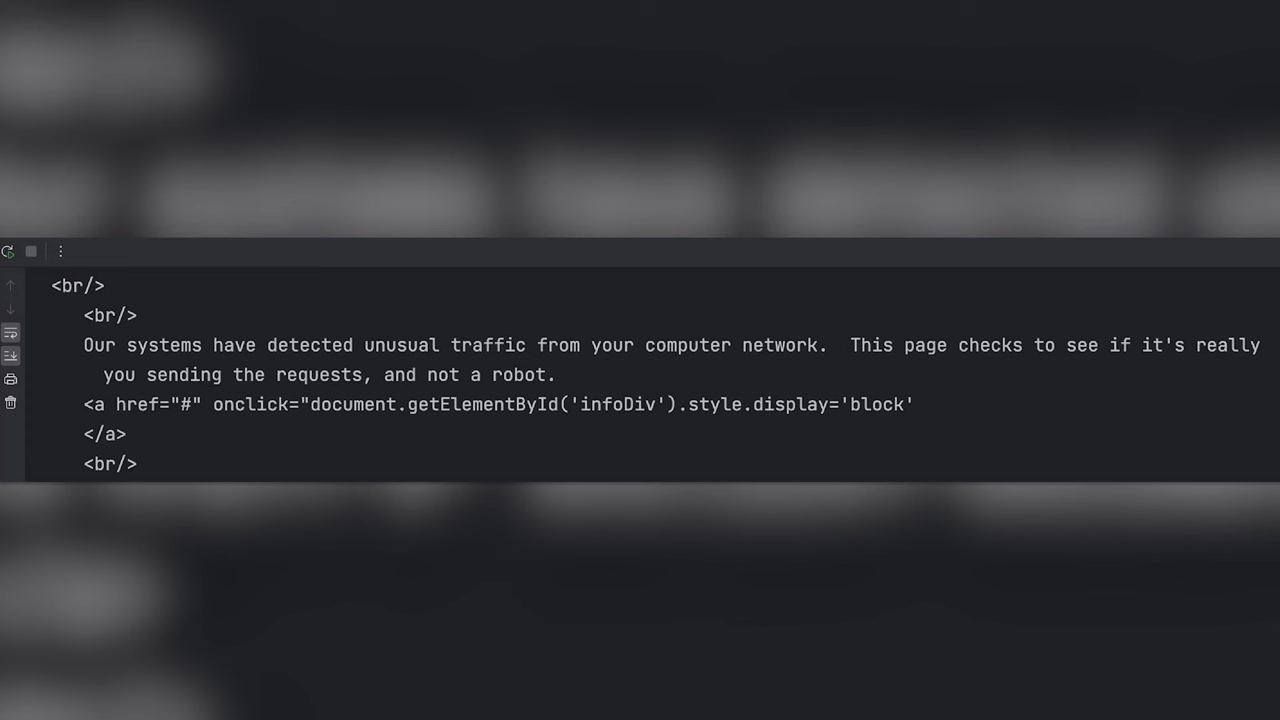 <br/>
<br/>
Our systems have detected unusual traffic from your computer network.  This page checks to see if it's really
you sending the requests, and not a robot.
<a href="#" onclick="document.getElementById('infoDiv').style.display='block'
</a>
<br/>